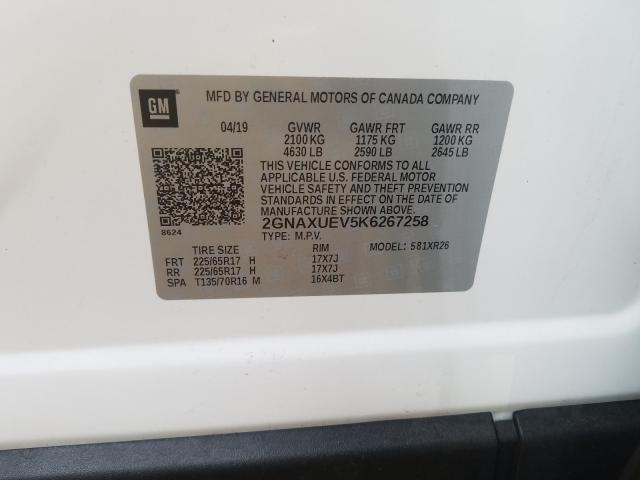 GM
MFD BY GENERAL MOTORS OF CANADA COMPANY
04/19 GVWR GAWR FRT GAWR RR
2100 KG 1175 KG 1200 KG
4630 LB 2590 LB 2645 LB
THIS VEHICLE CONFORMS TO ALL
APPLICABLE U.S. FEDERAL MOTOR
VEHICLE SAFETY AND THEFT PREVENTION
STANDARDS IN EFFECT ON THE DATE OF
MANUFACTURE SHOWN ABOVE.
2GNAXUEV5K6267258
8624 TYPE: M.P.V. MODEL: 581XR26
TIRE SIZE RIM
FRT 225/65R17 H 17X7J
RR 225/65R17 H 17X7J
SPA T135/70R16 M 16X4BT